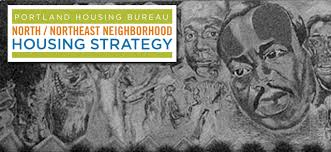 PORTLAND HOUSING BUREAU
NORTH / NORTHEAST NEIGHBORHOOD
HOUSING STRATEGY